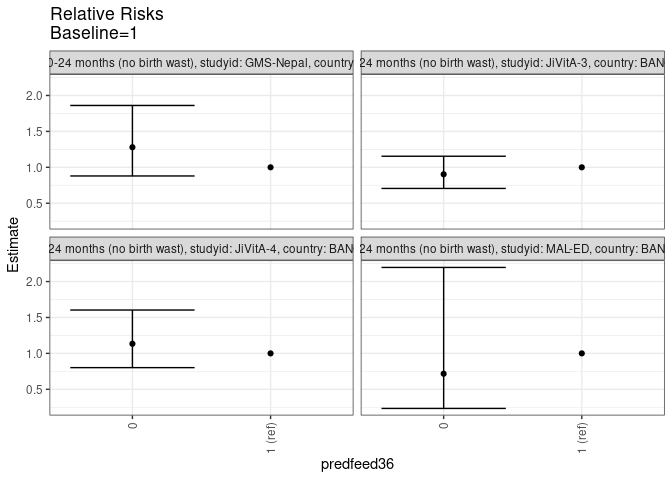 Relative Risks
Baseline=1
0-24 months (no birth wast), studyid: GMS-Nepal, country
24 months (no birth wast), studyid: JiVitA-3, country: BAN
2.0
1.5
1.0
0.5
24 months (no birth wast), studyid: JiVitA-4, country: BAN
24 months (no birth wast), studyid: MAL-ED, country: BAN
2.0
1.5
1.0
0.5
Estimate
0
1 (ref)
0
1 (ref)
predfeed36